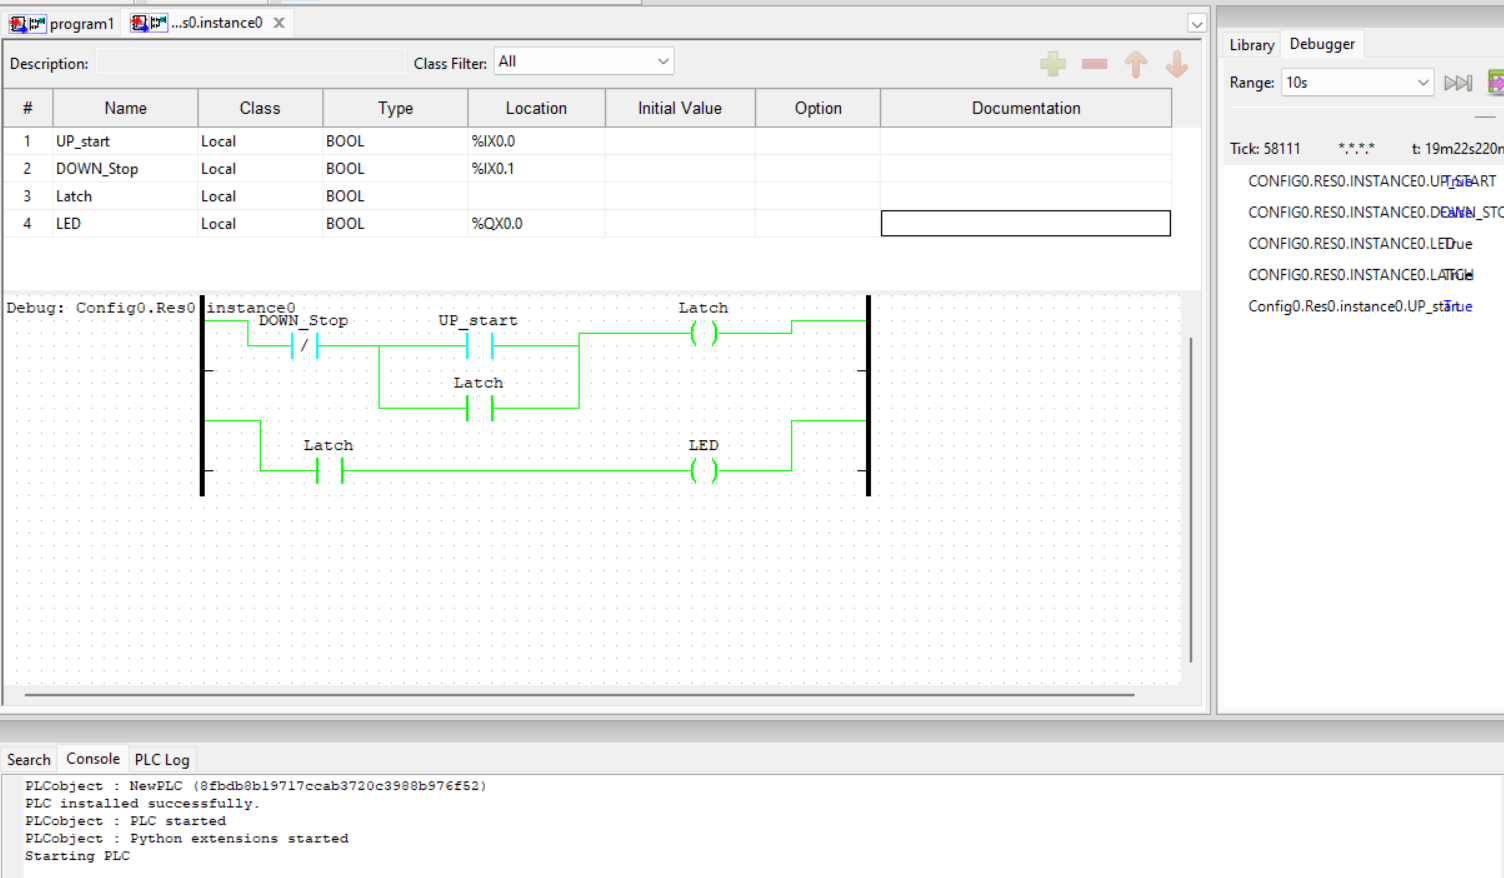 program1
...s0.instance0
Description:
Class Filter: All
# Name Class Type Location Initial Value Option Documentation
1 UP_start Local BOOL %IX0.0
2 DOWN_Stop Local BOOL %IX0.1
3 Latch Local BOOL
4 LED Local BOOL %QX0.0
Debug: Config0.Res0.instance0
DOWN_Stop UP_start Latch
/
Latch
Latch LED
Library Debugger
Range: 10s
Tick: 58111 *.*.*.* t: 19m22s220m
CONFIG0.RES0.INSTANCE0.UP_START True
CONFIG0.RES0.INSTANCE0.DOWN_STO False
CONFIG0.RES0.INSTANCE0.LED True
CONFIG0.RES0.INSTANCE0.LATCH True
Config0.Res0.instance0.UP_start True
Search Console PLC Log
PLCobject : NewPLC (8fbdb8b19717ccab3720c3988b976f52)
PLC installed successfully.
PLCobject : PLC started
PLCobject : Python extensions started
Starting PLC